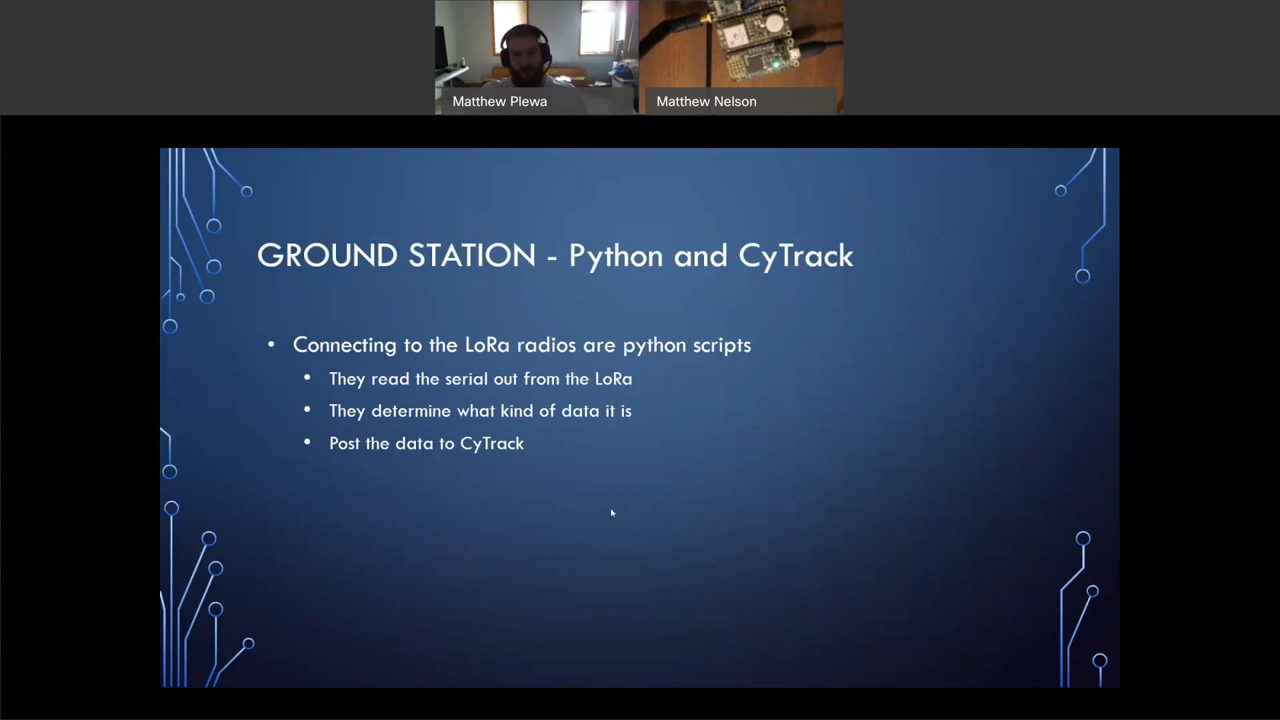 Matthew Plewa
Matthew Nelson
GROUND STATION - Python and CyTrack
• Connecting to the LoRa radios are python scripts
• They read the serial out from the LoRa
• They determine what kind of data it is
• Post the data to CyTrack